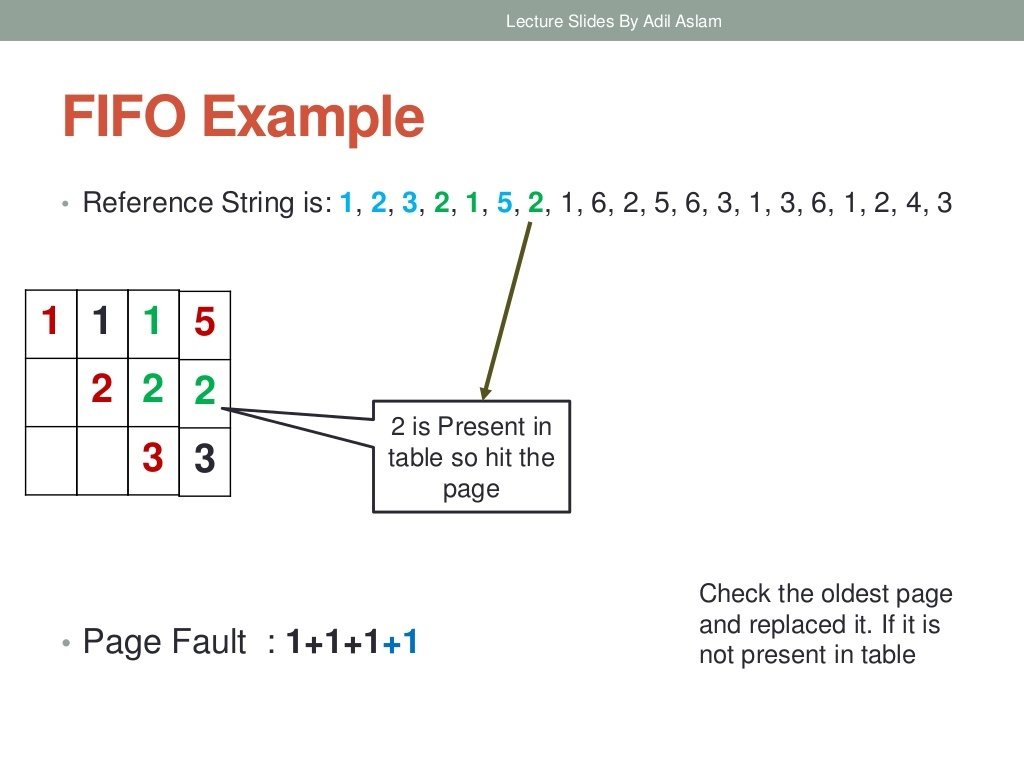 Lecture Slides By Adil Aslam
FIFO Example
• Reference String is: 1, 2, 3, 2, 1, 5, 2, 1, 6, 2, 5, 6, 3, 1, 3, 6, 1, 2, 4, 3
1 1 1 5
2 2 2
3 3
2 is Present in
table so hit the
page
Check the oldest page
and replaced it. If it is
not present in table
• Page Fault : 1+1+1+1